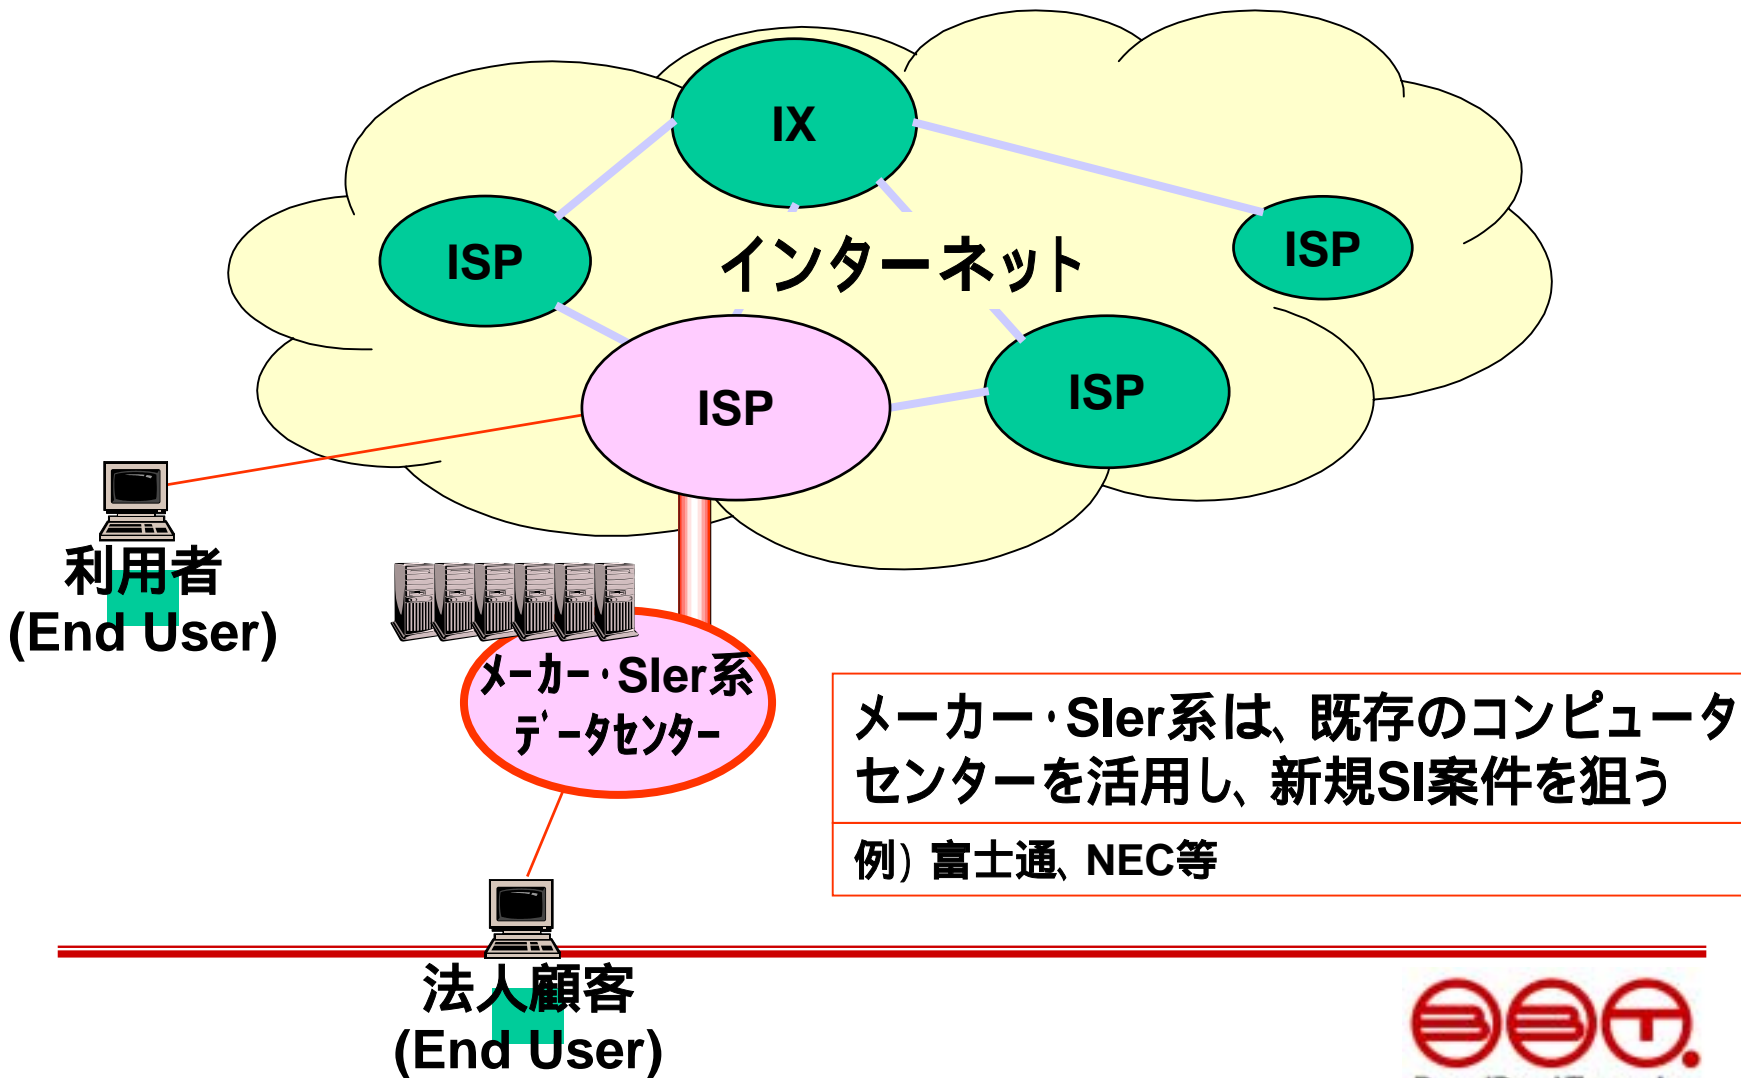 IX
ISP
インターネット
ISP
ISP
ISP
利用者
(End User)
メーカー・SIer系
データセンター
メーカー・SIer系は、既存のコンピュータ
センターを活用し、新規SI案件を狙う
例) 富士通、NEC等
法人顧客
(End User)
BBT.